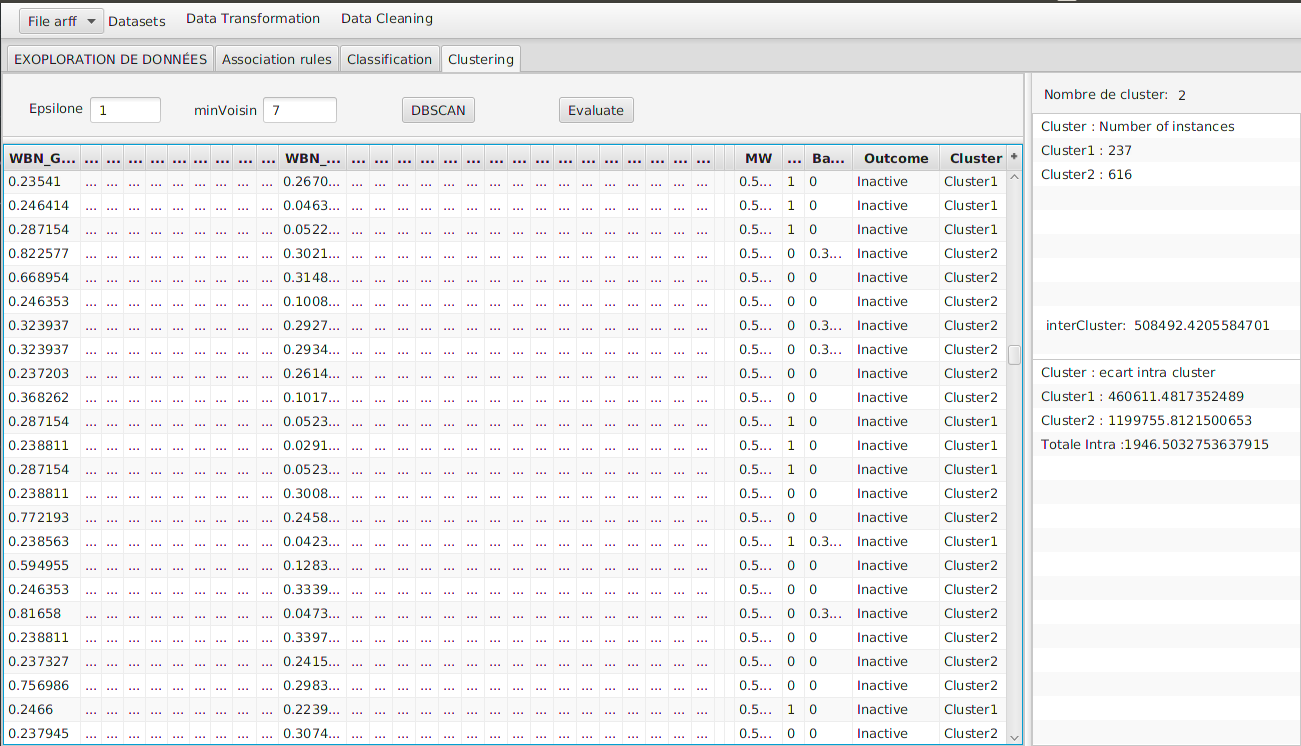 File arff Datasets Data Transformation Data Cleaning
EXOPLORATION DE DONNÉES Association rules Classification Clustering
Epsilone 1 minVoisin 7 DBSCAN Evaluate
WBN_G... ... ... ... ... ... ... ... ... ... WBN_... ... ... ... ... ... ... ... ... ... ... ... ... ... ... ... ... MW ... Ba... Outcome Cluster +
0.23541 ... ... ... ... ... ... ... ... ... 0.2670... ... ... ... ... ... ... ... ... ... ... ... ... ... ... ... ... 0.5... 1 0 Inactive Cluster1
0.246414 ... ... ... ... ... ... ... ... ... 0.0463... ... ... ... ... ... ... ... ... ... ... ... ... ... ... ... ... 0.5... 1 0 Inactive Cluster1
0.287154 ... ... ... ... ... ... ... ... ... 0.0522... ... ... ... ... ... ... ... ... ... ... ... ... ... ... ... ... 0.5... 1 0 Inactive Cluster1
0.822577 ... ... ... ... ... ... ... ... ... 0.3021... ... ... ... ... ... ... ... ... ... ... ... ... ... ... ... ... 0.5... 0 0.3... Inactive Cluster2
0.668954 ... ... ... ... ... ... ... ... ... 0.3148... ... ... ... ... ... ... ... ... ... ... ... ... ... ... ... ... 0.5... 0 0 Inactive Cluster2
0.246353 ... ... ... ... ... ... ... ... ... 0.1008... ... ... ... ... ... ... ... ... ... ... ... ... ... ... ... ... 0.5... 0 0 Inactive Cluster2
0.323937 ... ... ... ... ... ... ... ... ... 0.2927... ... ... ... ... ... ... ... ... ... ... ... ... ... ... ... ... 0.5... 0 0.3... Inactive Cluster2
0.323937 ... ... ... ... ... ... ... ... ... 0.2934... ... ... ... ... ... ... ... ... ... ... ... ... ... ... ... ... 0.5... 0 0.3... Inactive Cluster2
0.237203 ... ... ... ... ... ... ... ... ... 0.2614... ... ... ... ... ... ... ... ... ... ... ... ... ... ... ... ... 0.5... 0 0 Inactive Cluster2
0.368262 ... ... ... ... ... ... ... ... ... 0.1017... ... ... ... ... ... ... ... ... ... ... ... ... ... ... ... ... 0.5... 0 0 Inactive Cluster2
0.287154 ... ... ... ... ... ... ... ... ... 0.0523... ... ... ... ... ... ... ... ... ... ... ... ... ... ... ... ... 0.5... 1 0 Inactive Cluster1
0.238811 ... ... ... ... ... ... ... ... ... 0.0291... ... ... ... ... ... ... ... ... ... ... ... ... ... ... ... ... 0.5... 1 0 Inactive Cluster1
0.287154 ... ... ... ... ... ... ... ... ... 0.0523... ... ... ... ... ... ... ... ... ... ... ... ... ... ... ... ... 0.5... 1 0 Inactive Cluster1
0.238811 ... ... ... ... ... ... ... ... ... 0.3008... ... ... ... ... ... ... ... ... ... ... ... ... ... ... ... ... 0.5... 0 0 Inactive Cluster2
0.772193 ... ... ... ... ... ... ... ... ... 0.2458... ... ... ... ... ... ... ... ... ... ... ... ... ... ... ... ... 0.5... 0 0 Inactive Cluster2
0.238563 ... ... ... ... ... ... ... ... ... 0.0423... ... ... ... ... ... ... ... ... ... ... ... ... ... ... ... ... 0.5... 1 0.3... Inactive Cluster1
0.594955 ... ... ... ... ... ... ... ... ... 0.1283... ... ... ... ... ... ... ... ... ... ... ... ... ... ... ... ... 0.5... 0 0 Inactive Cluster2
0.246353 ... ... ... ... ... ... ... ... ... 0.3339... ... ... ... ... ... ... ... ... ... ... ... ... ... ... ... ... 0.5... 0 0 Inactive Cluster2
0.81658 ... ... ... ... ... ... ... ... ... 0.0473... ... ... ... ... ... ... ... ... ... ... ... ... ... ... ... ... 0.5... 0 0.3... Inactive Cluster2
0.238811 ... ... ... ... ... ... ... ... ... 0.3397... ... ... ... ... ... ... ... ... ... ... ... ... ... ... ... ... 0.5... 0 0 Inactive Cluster2
0.237327 ... ... ... ... ... ... ... ... ... 0.2415... ... ... ... ... ... ... ... ... ... ... ... ... ... ... ... ... 0.5... 0 0 Inactive Cluster2
0.756986 ... ... ... ... ... ... ... ... ... 0.2983... ... ... ... ... ... ... ... ... ... ... ... ... ... ... ... ... 0.5... 0 0 Inactive Cluster2
0.2466 ... ... ... ... ... ... ... ... ... 0.2239... ... ... ... ... ... ... ... ... ... ... ... ... ... ... ... ... 0.5... 1 0 Inactive Cluster1
0.237945 ... ... ... ... ... ... ... ... ... 0.3074... ... ... ... ... ... ... ... ... ... ... ... ... ... ... ... ... 0.5... 0 0 Inactive Cluster2
Nombre de cluster: 2
Cluster : Number of instances
Cluster1 : 237
Cluster2 : 616
interCluster: 508492.4205584701
Cluster : ecart intra cluster
Cluster1 : 460611.4817352489
Cluster2 : 1199755.8121500653
Totale Intra :1946.5032753637915